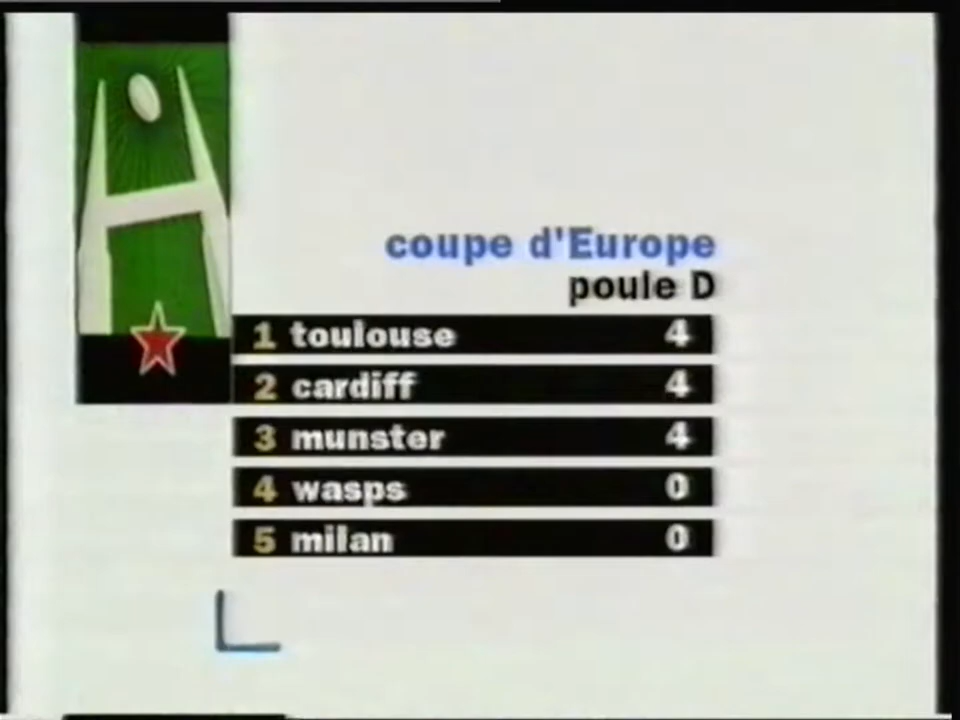 coupe d'Europe
poule D
1 toulouse 4
2 cardiff 4
3 munster 4
4 wasps 0
5 milan 0